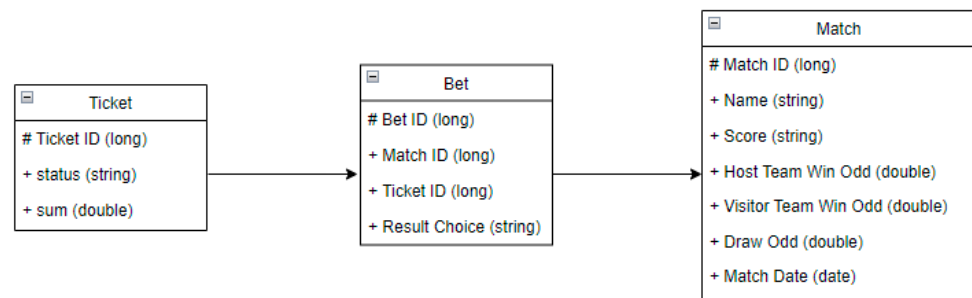 Ticket
# Ticket ID (long)
+ status (string)
+ sum (double)
Bet
# Bet ID (long)
+ Match ID (long)
+ Ticket ID (long)
+ Result Choice (string)
Match
# Match ID (long)
+ Name (string)
+ Score (string)
+ Host Team Win Odd (double)
+ Visitor Team Win Odd (double)
+ Draw Odd (double)
+ Match Date (date)